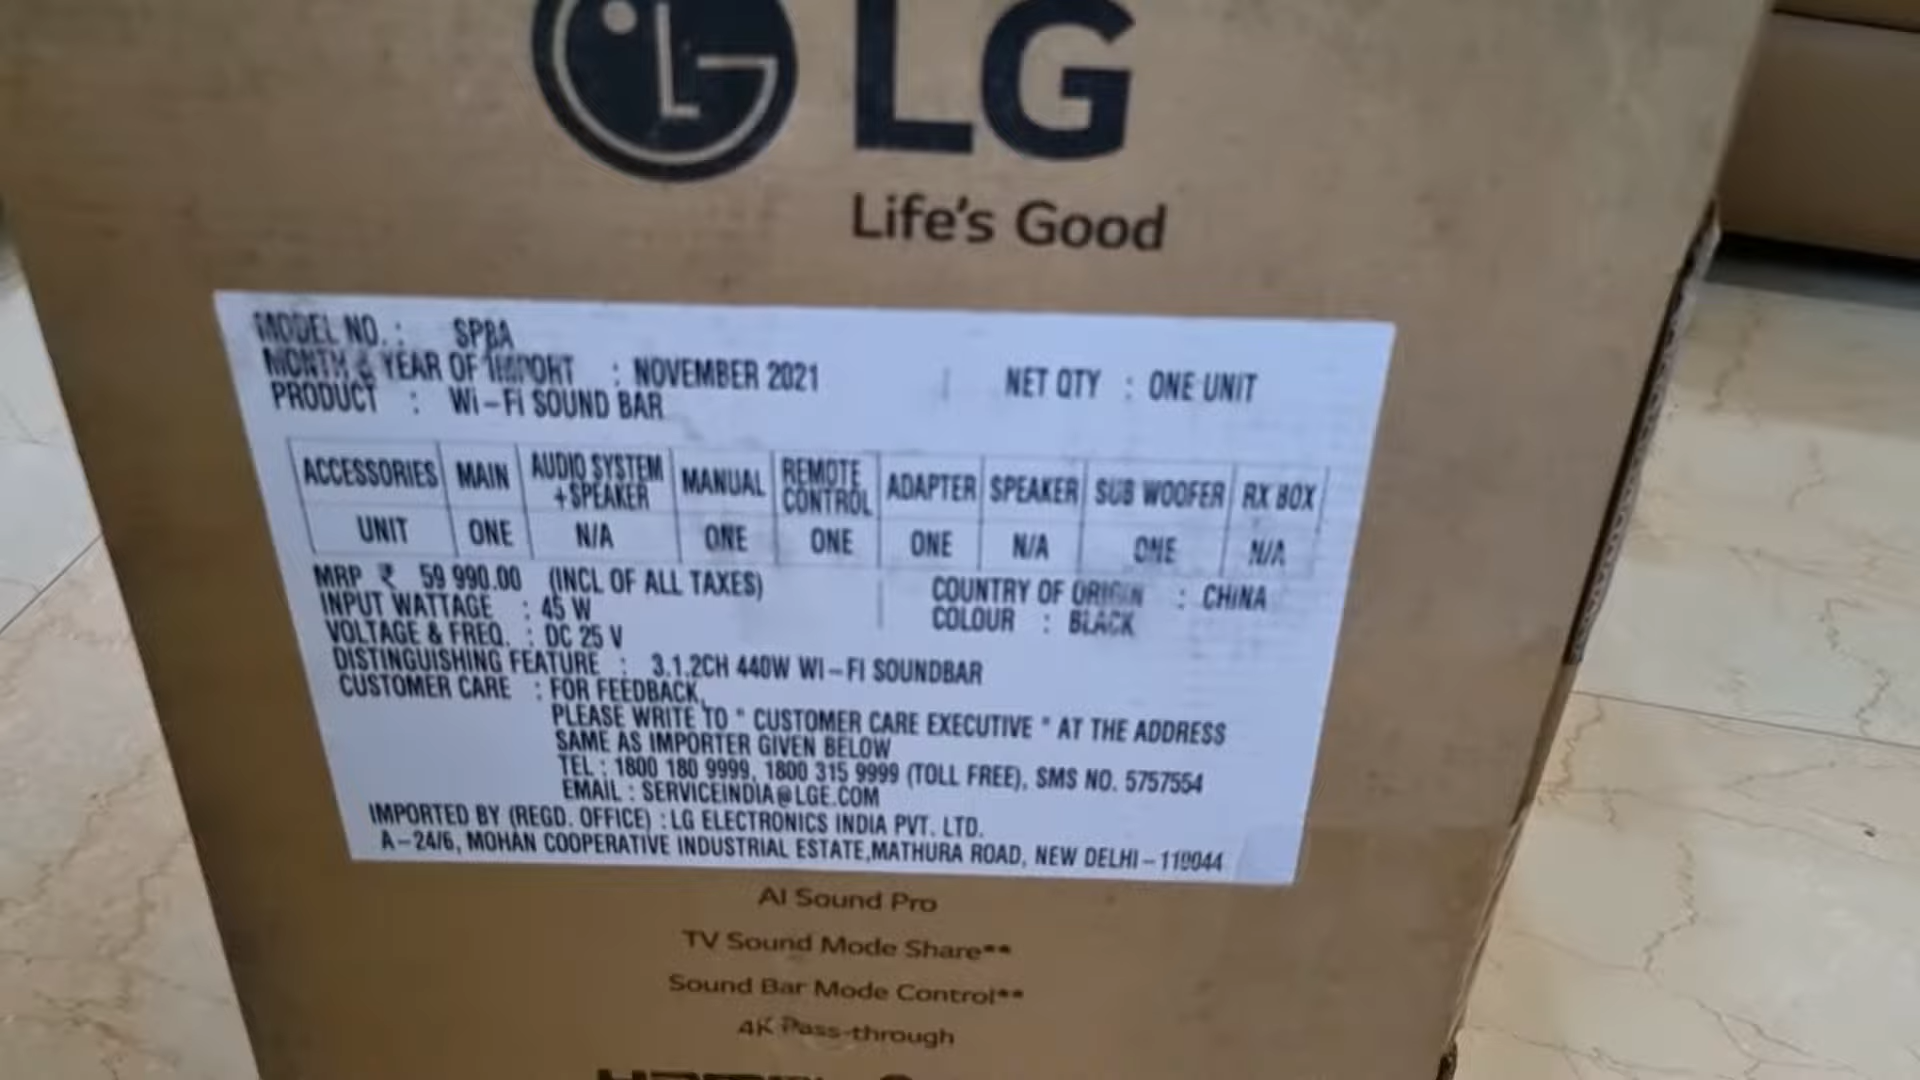 LG
Life's Good
MODEL NO. : SP8A
MONTH & YEAR OF IMPORT : NOVEMBER 2021
NET QTY : ONE UNIT
PRODUCT : Wi-Fi SOUND BAR
ACCESSORIES MAIN AUDIO SYSTEM +SPEAKER MANUAL REMOTE CONTROL ADAPTER SPEAKER SUB WOOFER RX BOX
UNIT ONE N/A ONE ONE ONE N/A ONE N/A
MRP ₹ 59 990.00 (INCL OF ALL TAXES)
COUNTRY OF ORIGIN : CHINA
INPUT WATTAGE : 45 W
COLOUR : BLACK
VOLTAGE & FREQ. : DC 25 V
DISTINGUISHING FEATURE : 3.1.2CH 440W WI-FI SOUNDBAR
CUSTOMER CARE : FOR FEEDBACK,
PLEASE WRITE TO " CUSTOMER CARE EXECUTIVE " AT THE ADDRESS
SAME AS IMPORTER GIVEN BELOW
TEL : 1800 180 9999, 1800 315 9999 (TOLL FREE), SMS NO. 5757554
EMAIL : SERVICEINDIA@LGE.COM
IMPORTED BY (REGD. OFFICE) : LG ELECTRONICS INDIA PVT. LTD.
A-24/6, MOHAN COOPERATIVE INDUSTRIAL ESTATE,MATHURA ROAD, NEW DELHI-110044
AI Sound Pro
TV Sound Mode Share**
Sound Bar Mode Control**
4K Pass-through